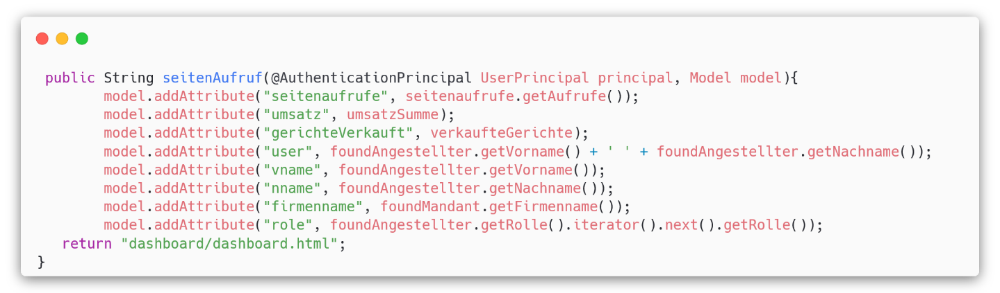 public String seitenAufruf(@AuthenticationPrincipal UserPrincipal principal, Model model){
model.addAttribute("seitenaufrufe", seitenaufrufe.getAufrufe());
model.addAttribute("umsatz", umsatzSumme);
model.addAttribute("gerichteVerkauft", verkaufteGerichte);
model.addAttribute("user", foundAngestellter.getVorname() + ' ' + foundAngestellter.getNachname());
model.addAttribute("vname", foundAngestellter.getVorname());
model.addAttribute("nname", foundAngestellter.getNachname());
model.addAttribute("firmenname", foundMandant.getFirmenname());
model.addAttribute("role", foundAngestellter.getRolle().iterator().next().getRolle());
return "dashboard/dashboard.html";
}